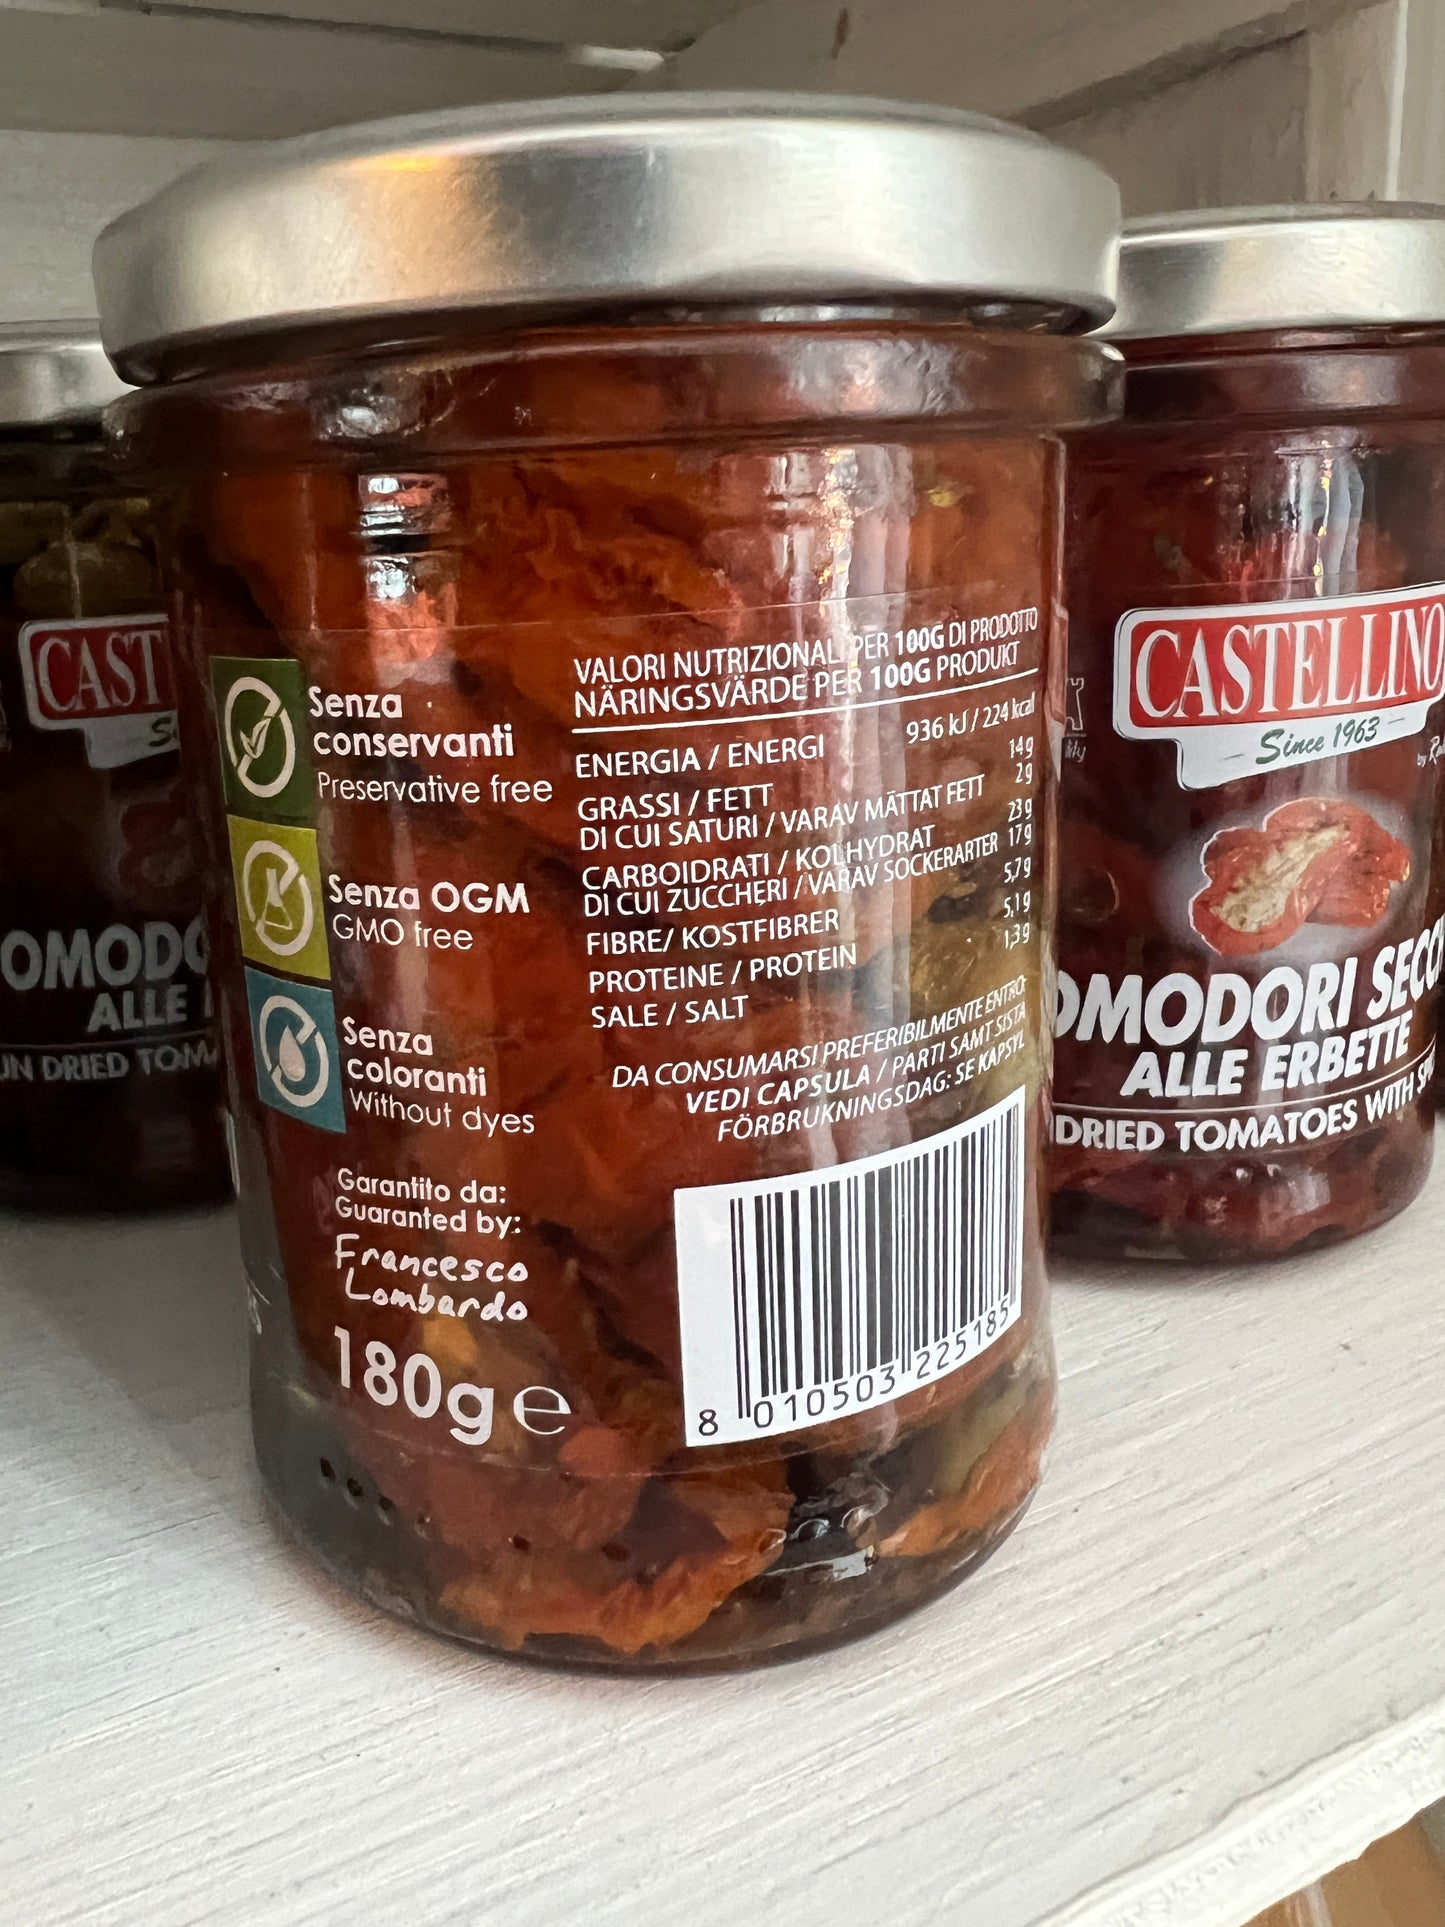 Senza
conservanti
Preservative free
Senza OGM
GMO free
Senza
coloranti
Without dyes
Garantito da:
Guaranted by:
Francesco
Lombardo
180g e
VALORI NUTRIZIONALI PER 100G DI PRODOTTO
NÄRINGSVÄRDE PER 100G PRODUKT
ENERGIA / ENERGI 936 kJ / 224 kcal
GRASSI / FETT 14g
DI CUI SATURI / VARAV MÄTTAT FETT 2g
CARBOIDRATI / KOLHYDRAT 23g
DI CUI ZUCCHERI / VARAV SOCKERARTER 17g
FIBRE/ KOSTFIBRER 5,7g
PROTEINE / PROTEIN 5,1g
SALE / SALT 1,3g
DA CONSUMARSI PREFERIBILMENTE ENTRO:
VEDI CAPSULA / PARTI SAMT SISTA
FÖRBRUKNINGSDAG: SE KAPSYL
8 010503 225185
CASTELLINO
Since 1963
by
OMODORI SECC
ALLE ERBETTE
DRIED TOMATOES WITH SP
CAST
OMODO
ALLE
UN DRIED TOMA